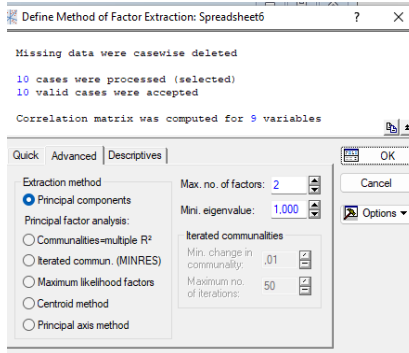 Define Method of Factor Extraction: Spreadsheet6 ? ×
Missing data were casewise deleted
10 cases were processed (selected)
10 valid cases were accepted
Correlation matrix was computed for 9 variables
Quick Advanced Descriptives
OK
Cancel
Options
Extraction method
Principal components
Principal factor analysis:
Communalities=multiple R²
Iterated commun. (MINRES)
Maximum likelihood factors
Centroid method
Principal axis method
Max. no. of factors: 2
Mini. eigenvalue: 1,000
Iterated communalities
Min. change in
communality: ,01
Maximum no.
of iterations: 50